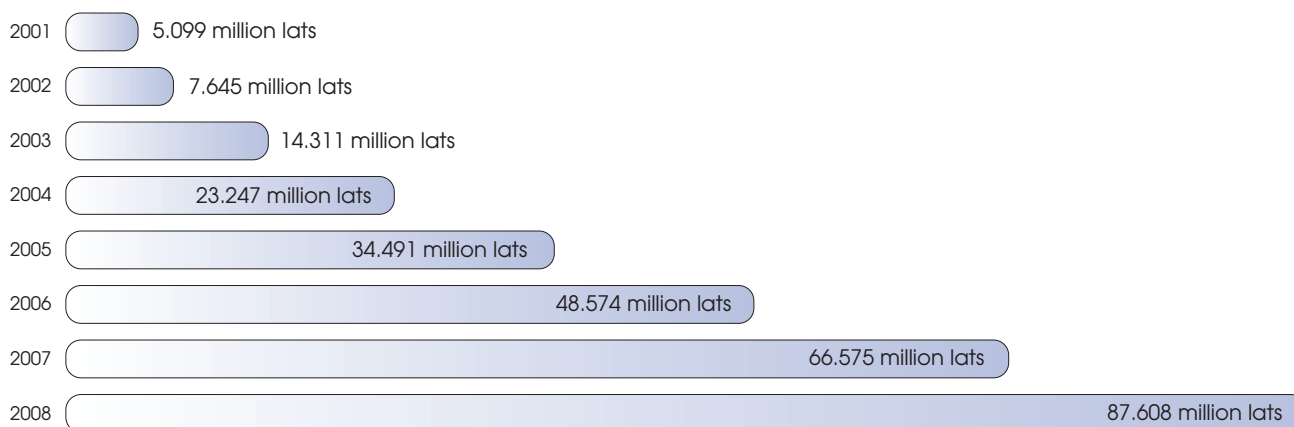 2001 5.099 million lats
2002 7.645 million lats
2003 14.311 million lats
2004 23.247 million lats
2005 34.491 million lats
2006 48.574 million lats
2007 66.575 million lats
2008 87.608 million lats